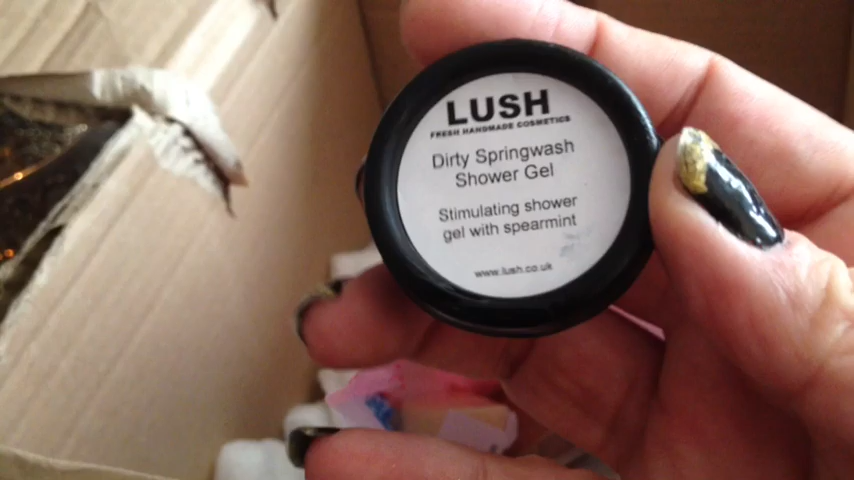 LUSH
FRESH HANDMADE COSMETICS
Dirty Springwash
Shower Gel
Stimulating shower
gel with spearmint
www.lush.co.uk